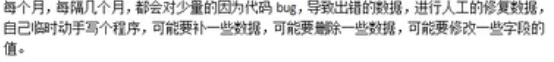 每个月，每隔几个月，都会对少量的因为代码 bug，导致出错的数据，进行人工的修复数据，
自己临时动手写个程序，可能要补一些数据，可能要删除一些数据，可能要修改一些字段的
值。